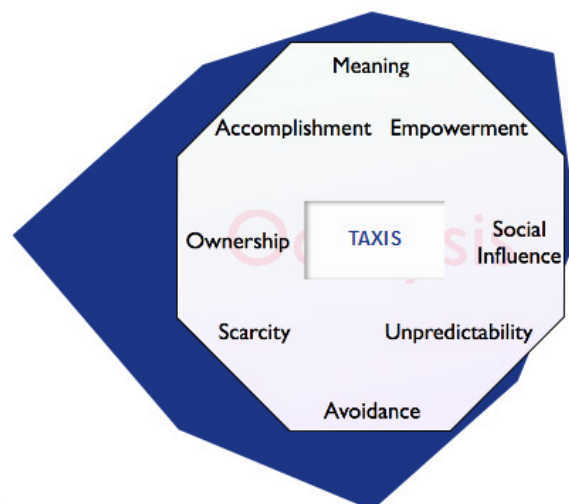 Meaning
Accomplishment Empowerment
Ownership TAXIS Social
Influence
Scarcity Unpredictability
Avoidance